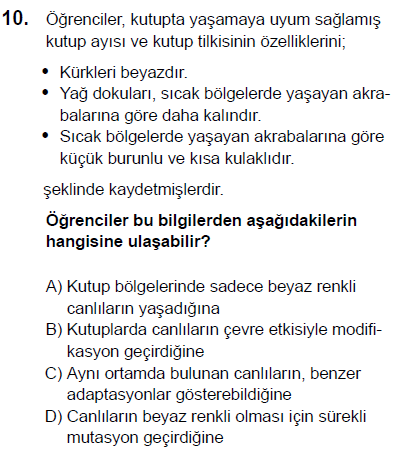 10. Öğrenciler, kutupta yaşamaya uyum sağlamış
kutup ayısı ve kutup tilkisinin özelliklerini;
• Kürkleri beyazdır.
• Yağ dokuları, sıcak bölgelerde yaşayan akra-
balarına göre daha kalındır.
• Sıcak bölgelerde yaşayan akrabalarına göre
küçük burunlu ve kısa kulaklıdır.
şeklinde kaydetmişlerdir.
Öğrenciler bu bilgilerden aşağıdakilerin
hangisine ulaşabilir?
A) Kutup bölgelerinde sadece beyaz renkli
canlıların yaşadığına
B) Kutuplarda canlıların çevre etkisiyle modifi-
kasyon geçirdiğine
C) Aynı ortamda bulunan canlıların, benzer
adaptasyonlar gösterebildiğine
D) Canlıların beyaz renkli olması için sürekli
mutasyon geçirdiğine